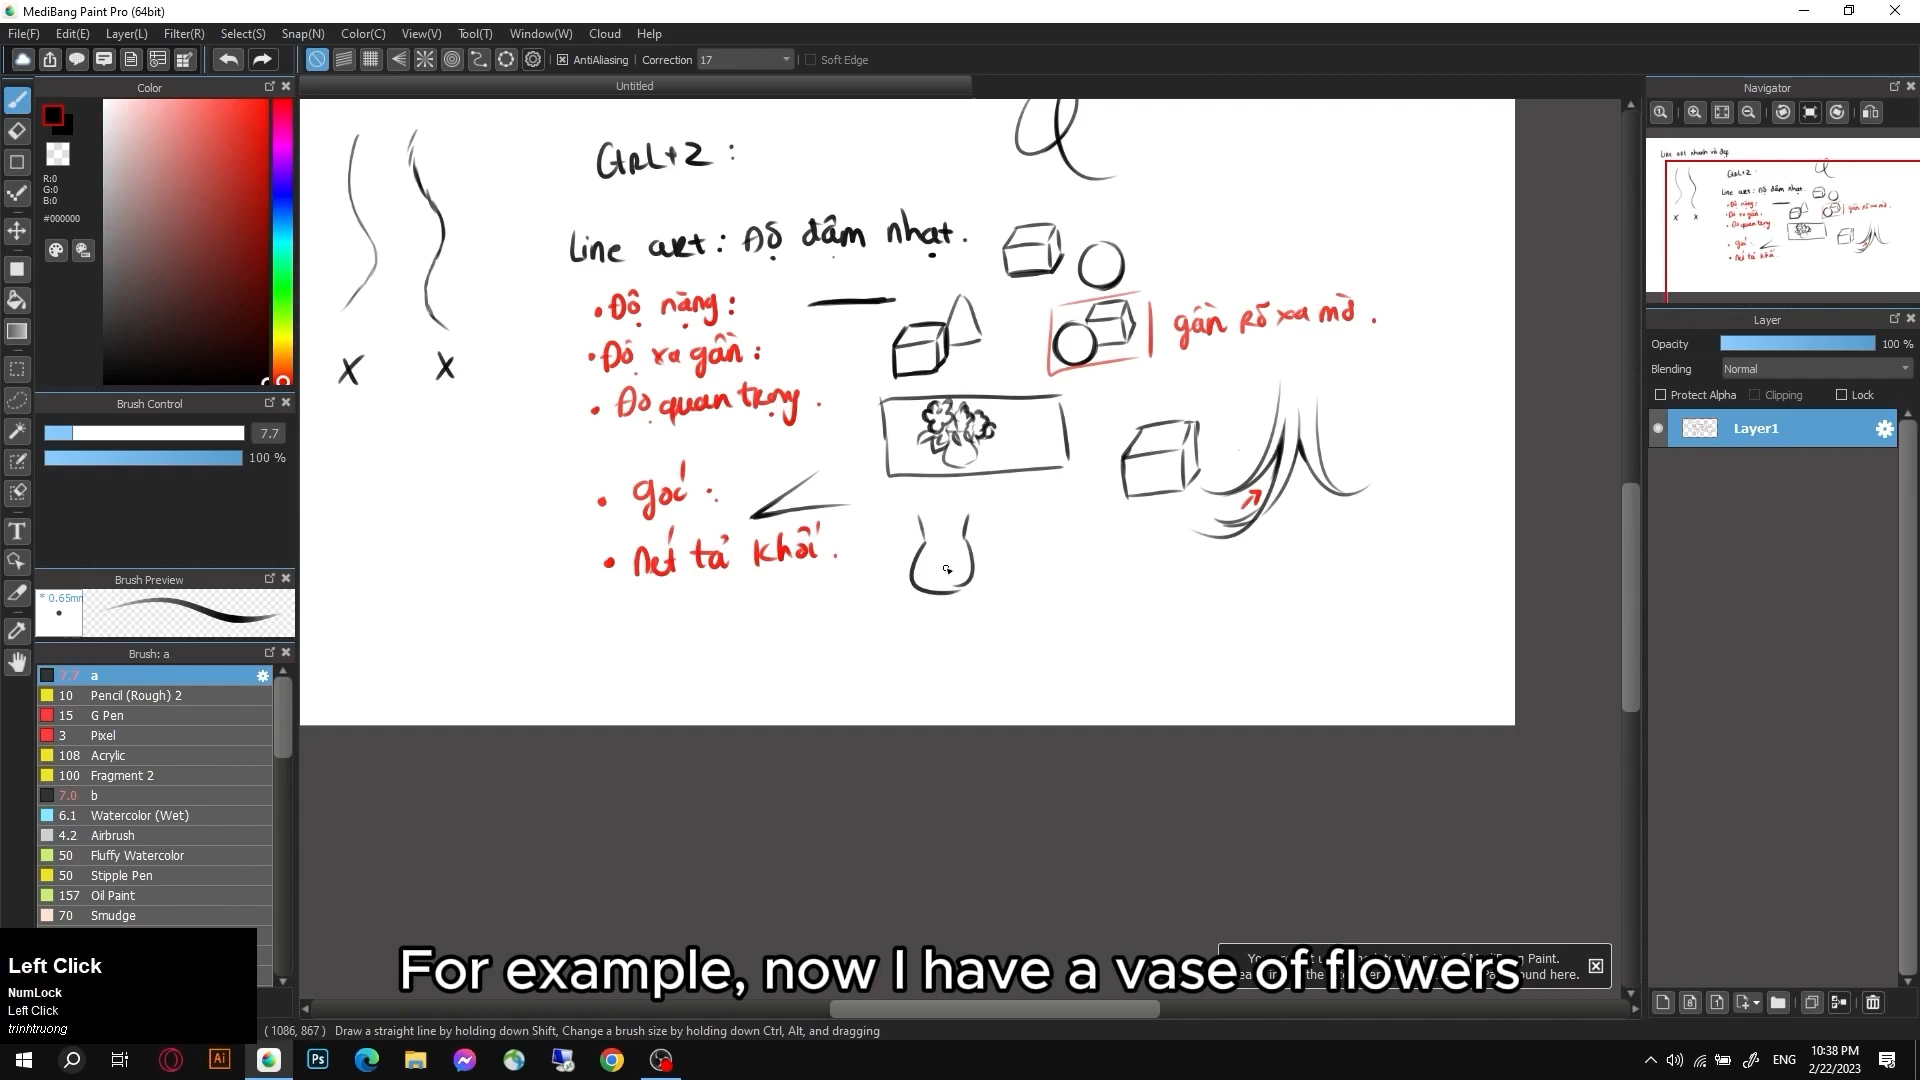 MediBang Paint Pro (64bit)
File(F) Edit(E) Layer(L) Filter(R) Select(S) Snap(N) Color(C) View(V) Tool(T) Window(W) Cloud Help
AntiAliasing Correction 17 Soft Edge
Color
Untitled
Navigator
R:0
G:0
B:0
#000000
Brush Control
7.7
100 %
Brush Preview
* 0.65mm
Brush: a
7.7 a
10 Pencil (Rough) 2
15 G Pen
3 Pixel
108 Acrylic
100 Fragment 2
7.0 b
6.1 Watercolor (Wet)
4.2 Airbrush
50 Fluffy Watercolor
50 Stipple Pen
157 Oil Paint
70 Smudge
Ctrl+Z :
Line art : Độ đậm nhạt.
• Độ nặng :
• Độ xa gần :
• Độ quan trọng .
• góc :
• Nét tả khối .
gần rõ xa mờ .
x x
Layer
Opacity 100 %
Blending Normal
Protect Alpha Clipping Lock
Layer1
Left Click
NumLock
Left Click
trinhtruong
For example, now I have a vase of flowers
( 1086, 867 ) Draw a straight line by holding down Shift, Change a brush size by holding down Ctrl, Alt, and dragging
ENG
10:38 PM
2/22/2023